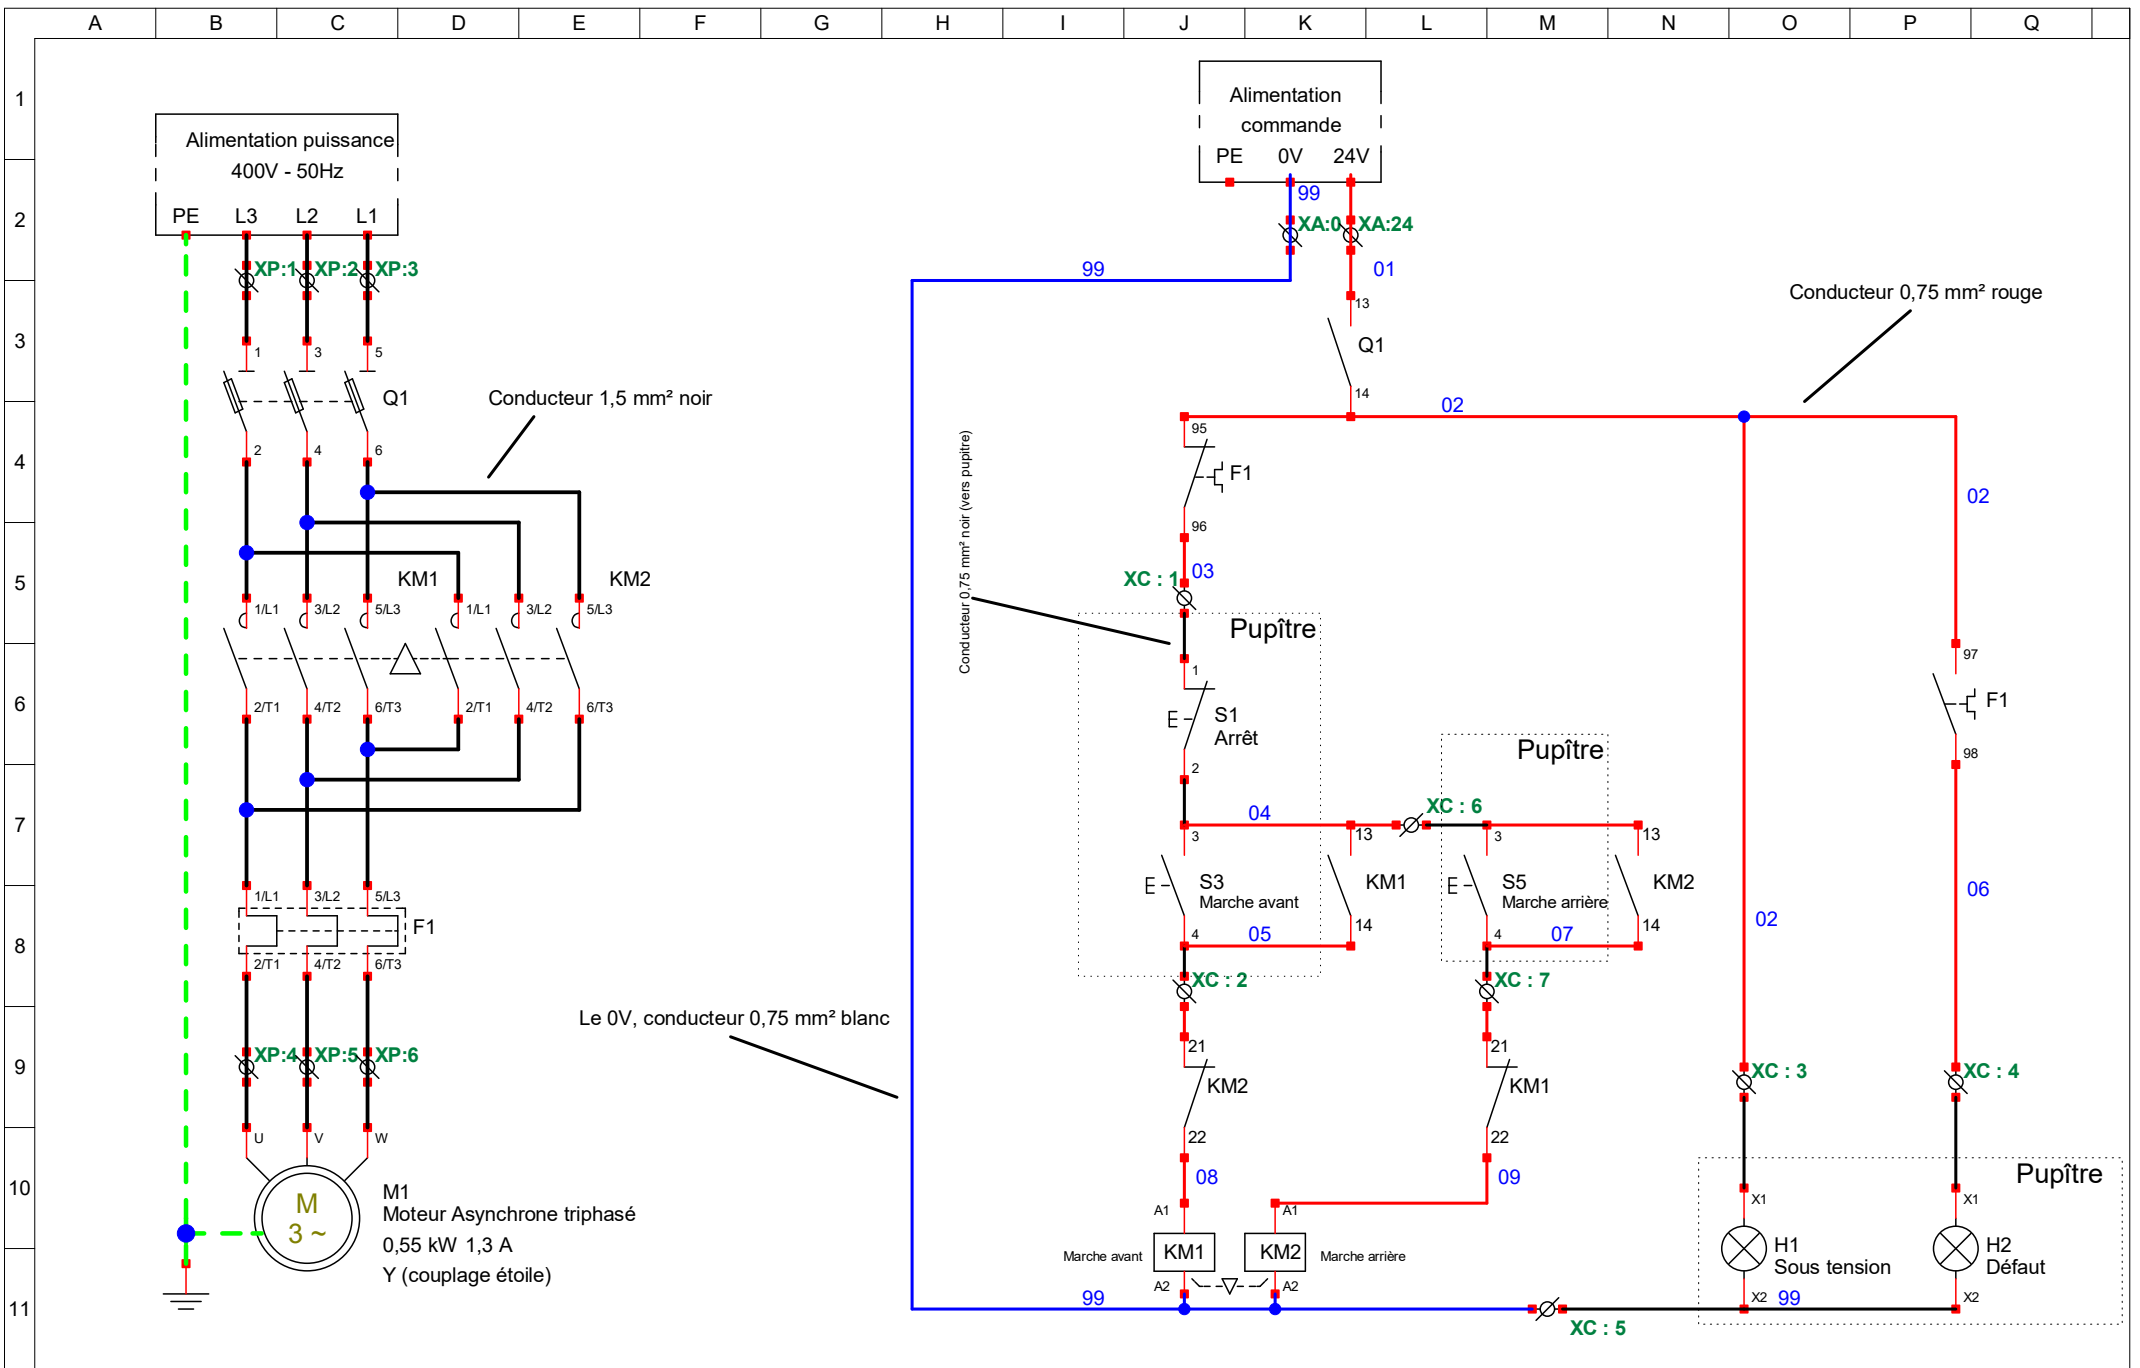 A B C D E F G H I J K L M N O P Q
1
2
3
4
5
6
7
8
9
10
11
Alimentation puissance
400V - 50Hz
PE L3 L2 L1
XP:1 XP:2 XP:3
1 3 5
Q1
2 4 6
Conducteur 1,5 mm² noir
KM1
KM2
1/L1 3/L2 5/L3 1/L1 3/L2 5/L3
2/T1 4/T2 6/T3 2/T1 4/T2 6/T3
1/L1 3/L2 5/L3
F1
2/T1 4/T2 6/T3
XP:4 XP:5 XP:6
U V W
M
3 ~
M1
Moteur Asynchrone triphasé
0,55 kW 1,3 A
Y (couplage étoile)
Alimentation
commande
PE 0V 24V
99
XA:0 XA:24
99
01
13
Q1
14
02
Conducteur 0,75 mm² rouge
95
F1
96
02
Conducteur 0,75 mm² noir (vers pupitre)
XC : 1
03
Pupître
1
E
S1
Arrêt
2
04
XC : 6
Pupître
3
13
3
13
E
S3
Marche avant
KM1
E
S5
Marche arrière
KM2
4
14
4
14
05
07
XC : 2
XC : 7
02
97
F1
98
06
Le 0V, conducteur 0,75 mm² blanc
21
KM2
22
21
KM1
22
08
09
XC : 3
XC : 4
Pupître
A1
A1
Marche avant
KM1
KM2
Marche arrière
A2
A2
X1
H1
Sous tension
X2
X1
H2
Défaut
X2
99
99
XC : 5